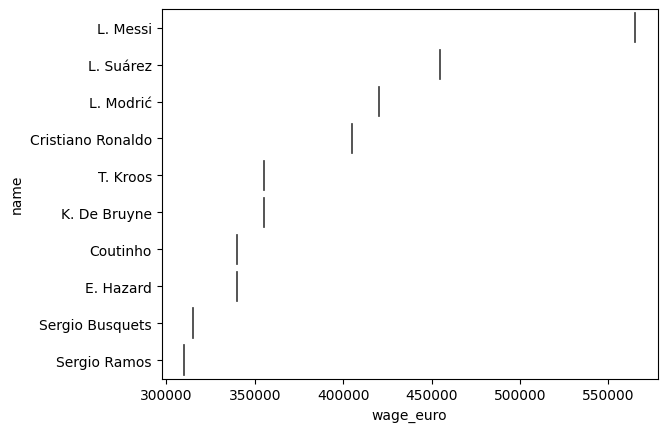 L. Messi
L. Suárez
L. Modrić
Cristiano Ronaldo
T. Kroos
name
K. De Bruyne
Coutinho
E. Hazard
Sergio Busquets
Sergio Ramos
300000 350000 400000 450000 500000 550000
wage_euro